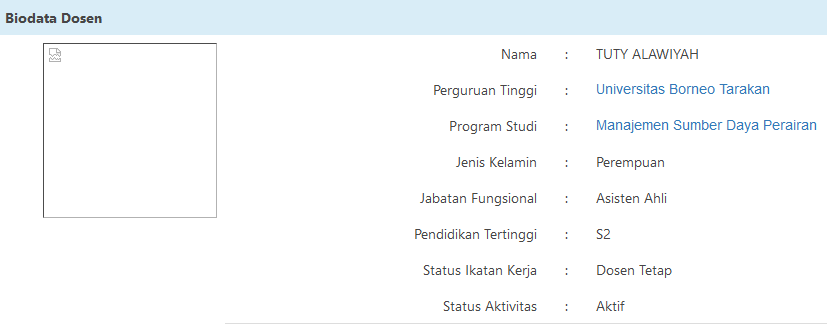 Biodata Dosen
Nama : TUTY ALAWIYAH
Perguruan Tinggi : Universitas Borneo Tarakan
Program Studi : Manajemen Sumber Daya Perairan
Jenis Kelamin : Perempuan
Jabatan Fungsional : Asisten Ahli
Pendidikan Tertinggi : S2
Status Ikatan Kerja : Dosen Tetap
Status Aktivitas : Aktif